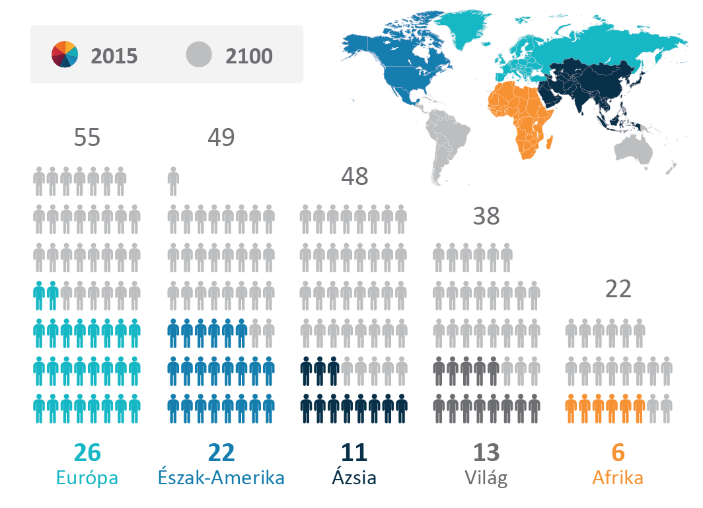 2015 2100
55
49
48
38
22
26
Európa
22
Észak-Amerika
11
Ázsia
13
Világ
6
Afrika